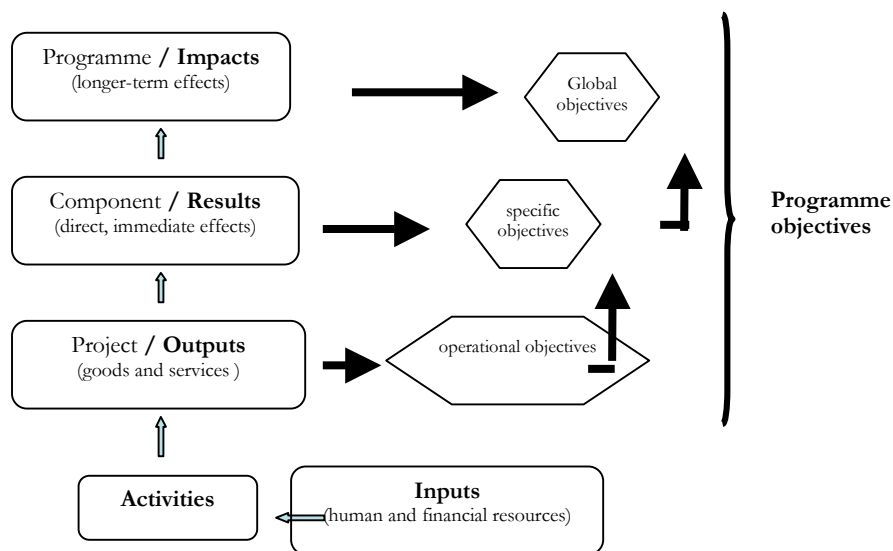 Programme / Impacts
(longer-term effects)
Global
objectives
Component / Results
(direct, immediate effects)
specific
objectives
Programme
objectives
Project / Outputs
(goods and services )
operational objectives
Activities
Inputs
(human and financial resources)